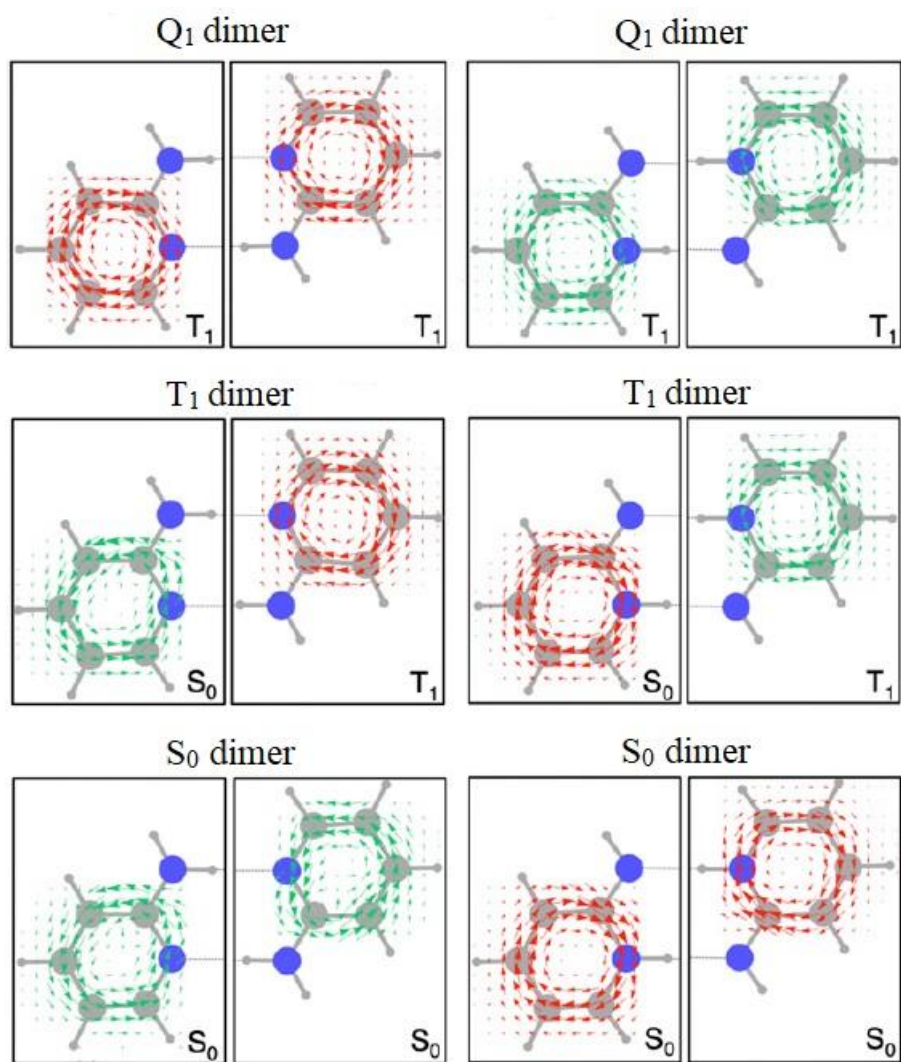 Q₁ dimer
Q₁ dimer
T₁
T₁
T₁
T₁
T₁ dimer
T₁ dimer
S₀
T₁
S₀
T₁
S₀ dimer
S₀ dimer
S₀
S₀
S₀
S₀